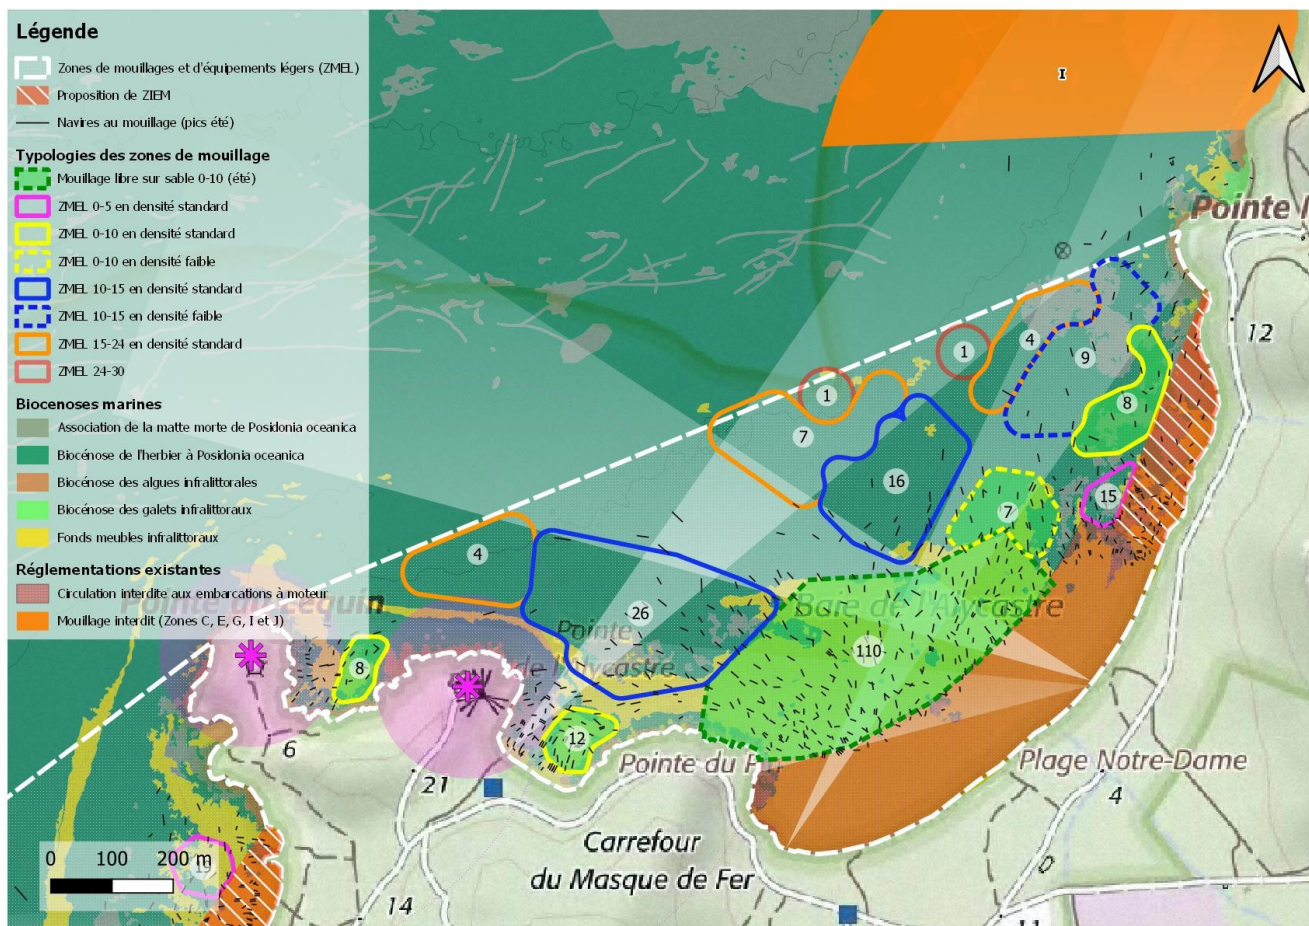 Légende
Zones de mouillages et d'équipements légers (ZMEL)
Proposition de ZIEM
Navires au mouillage (pics été)
Typologies des zones de mouillage
Mouillage libre sur sable 0-10 (été)
ZMEL 0-5 en densité standard
ZMEL 0-10 en densité standard
ZMEL 0-10 en densité faible
ZMEL 10-15 en densité standard
ZMEL 10-15 en densité faible
ZMEL 15-24 en densité standard
ZMEL 24-30
Biocenoses marines
Association de la matte morte de Posidonia oceanica
Biocénose de l'herbier à Posidonia oceanica
Biocénose des algues infralittorales
Biocénose des galets infralittoraux
Fonds meubles infralittoraux
Réglementations existantes
Circulation interdite aux embarcations à moteur
Mouillage interdit (Zones C, E, G, I et J)
I
Pointe
12
1
4
9
1
8
7
16
15
7
4
26
Baie de l'Alycastre
Pointe
de l'Alycastre
110
8
12
6
21
Pointe du
Plage Notre-Dame
4
Carrefour
du Masque de Fer
0 100 200 m
19
14
11